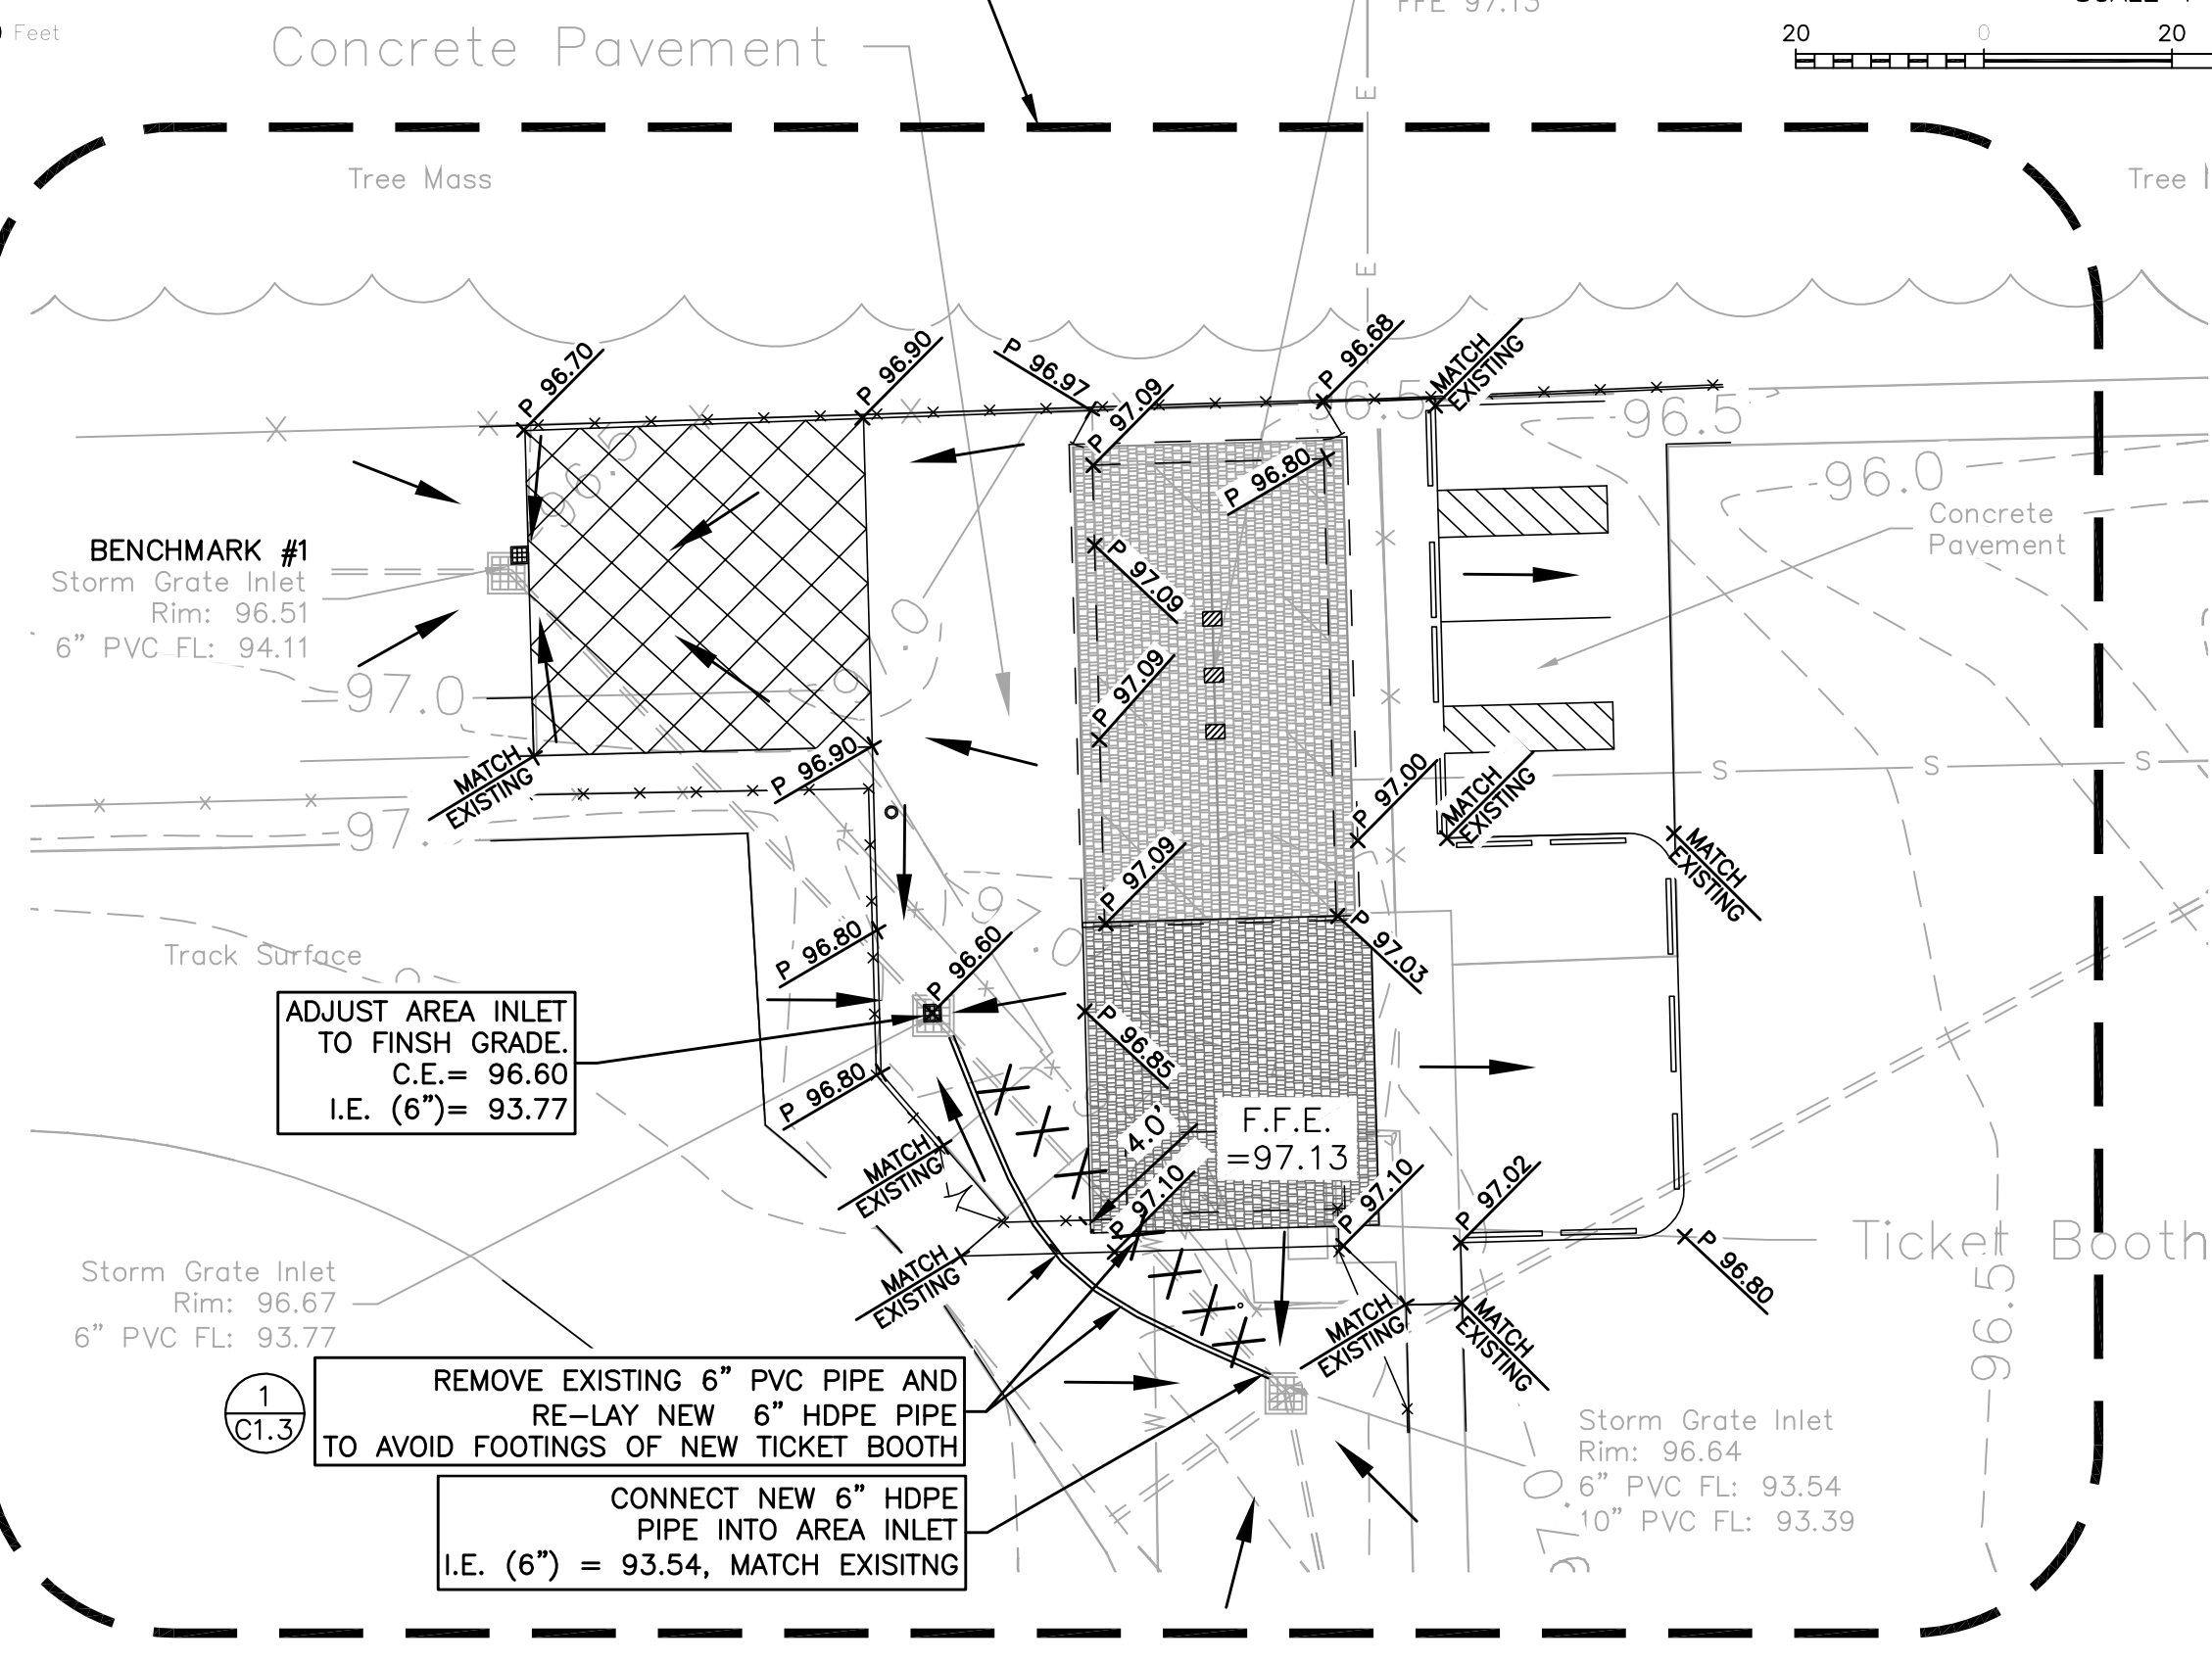 Feet
Concrete Pavement
FFE 97.13
20 0 20
E
Tree Mass
Tree
E
P 96.70
P 96.90
P 96.97
P 97.09
P 96.68
MATCH
EXISTING
96.5
96.5
96.5
96.0
P 96.80
Concrete
Pavement
BENCHMARK #1
Storm Grate Inlet
Rim: 96.51
6” PVC FL: 94.11
P 97.09
97.0
P 97.09
MATCH
EXISTING
P 96.90
P 97.00
MATCH
EXISTING
S
S
S
P 97.09
MATCH
EXISTING
Track Surface
P 96.80
P 96.60
97.0
P 97.03
ADJUST AREA INLET
TO FINSH GRADE.
C.E.= 96.60
I.E. (6”)= 93.77
P 96.85
P 96.80
4.0’
F.F.E.
=97.13
MATCH
EXISTING
P 97.10
P 97.10
P 97.02
Ticket Booth
P 96.80
MATCH
EXISTING
Storm Grate Inlet
Rim: 96.67
6” PVC FL: 93.77
MATCH
EXISTING
MATCH
EXISTING
96.5
1
C1.3
REMOVE EXISTING 6” PVC PIPE AND
RE-LAY NEW 6” HDPE PIPE
TO AVOID FOOTINGS OF NEW TICKET BOOTH
W
W
Storm Grate Inlet
Rim: 96.64
6” PVC FL: 93.54
10” PVC FL: 93.39
CONNECT NEW 6” HDPE
PIPE INTO AREA INLET
I.E. (6”) = 93.54, MATCH EXISITNG
97.0